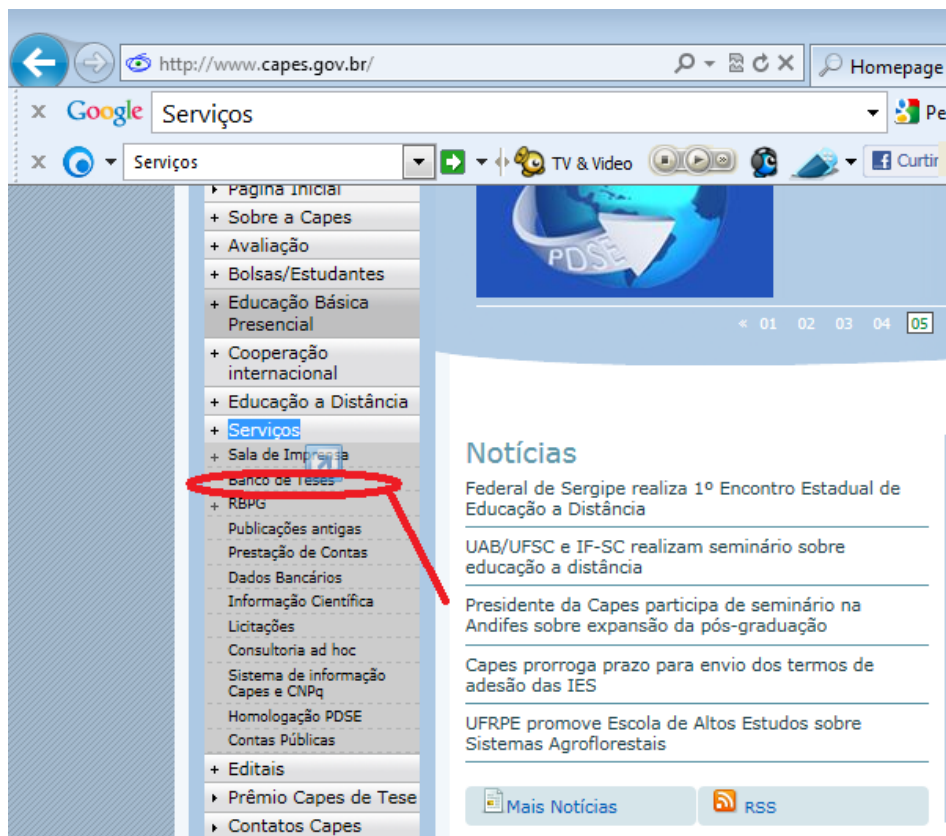 http://www.capes.gov.br/
Homepage
x Google Serviços
Pe
x Serviços
TV & Video
Curtir
Página Inicial
+ Sobre a Capes
+ Avaliação
+ Bolsas/Estudantes
+ Educação Básica
Presencial
+ Cooperação
internacional
+ Educação a Distância
+ Serviços
+ Sala de Imprensa
Banco de Teses
+ RBPG
Publicações antigas
Prestação de Contas
Dados Bancários
Informação Científica
Licitações
Consultoria ad hoc
Sistema de informação
Capes e CNPq
Homologação PDSE
Contas Públicas
+ Editais
Prêmio Capes de Tese
Contatos Capes
PDSE
« 01 02 03 04 05
Notícias
Federal de Sergipe realiza 1º Encontro Estadual de
Educação a Distância
UAB/UFSC e IF-SC realizam seminário sobre
educação a distância
Presidente da Capes participa de seminário na
Andifes sobre expansão da pós-graduação
Capes prorroga prazo para envio dos termos de
adesão das IES
UFRPE promove Escola de Altos Estudos sobre
Sistemas Agroflorestais
Mais Notícias
RSS